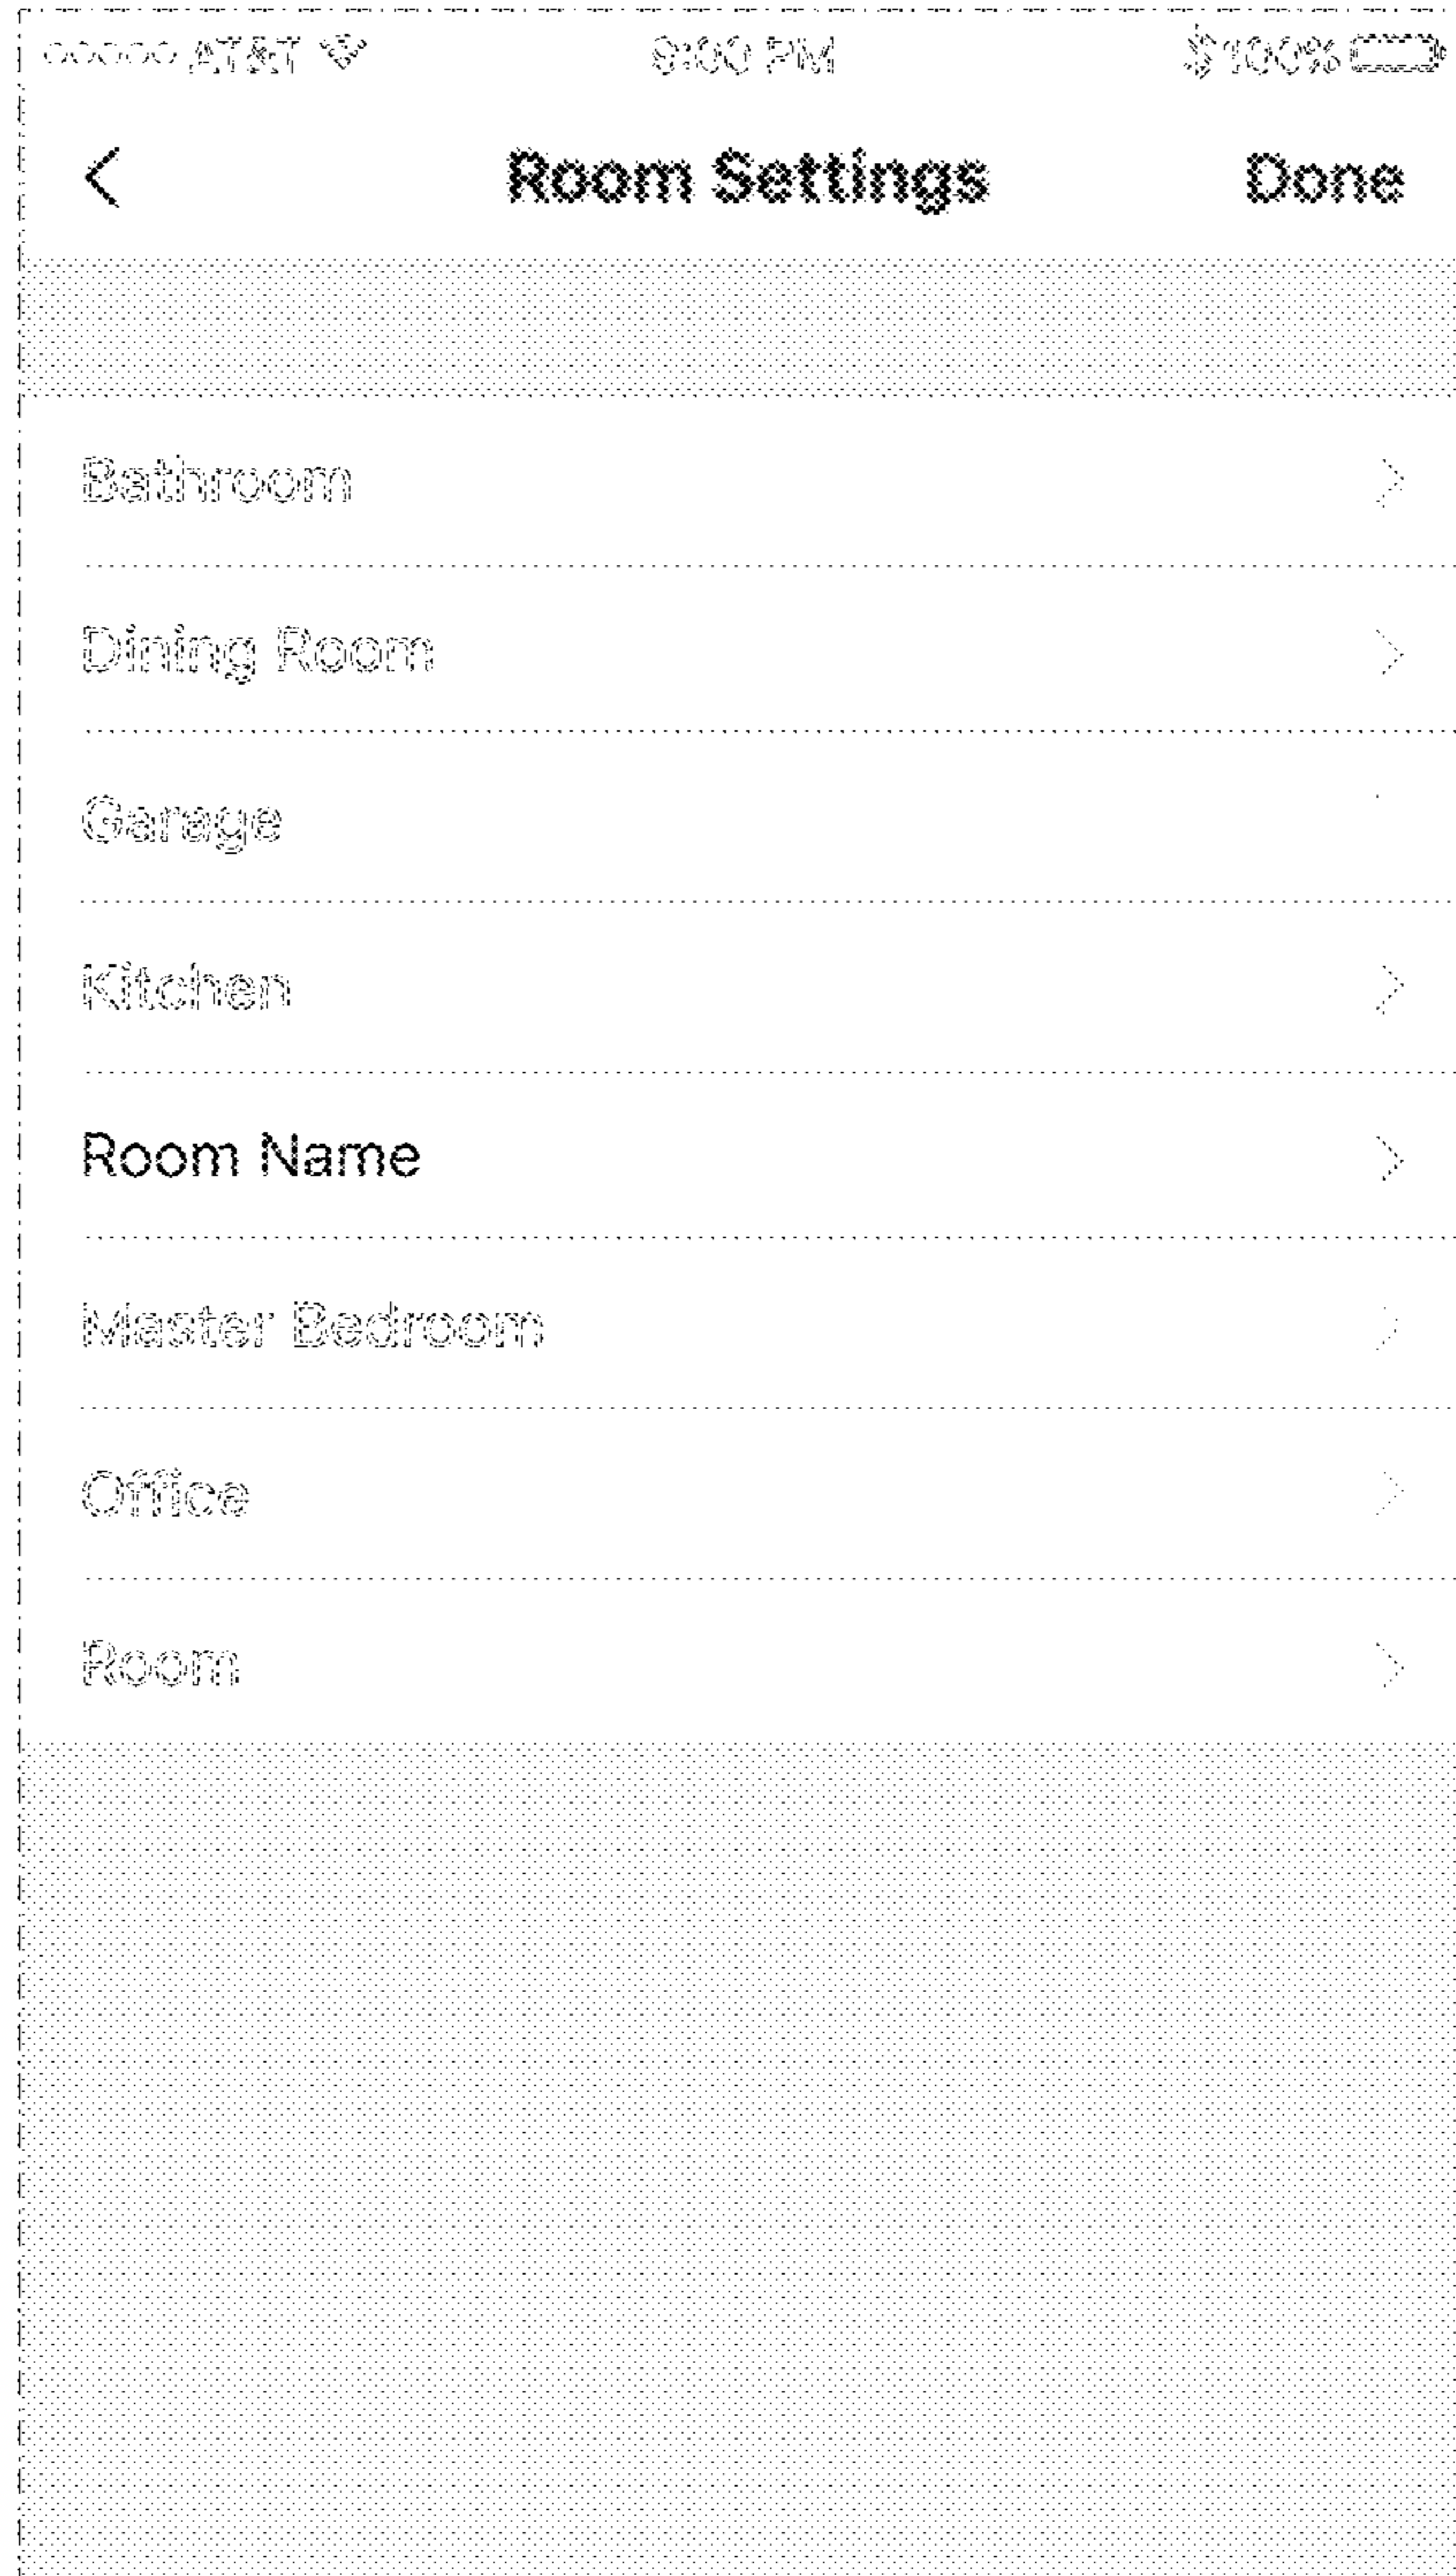 AT&T 9:00 PM 100%
Room Settings Done
Bathroom
Dining Room
Garage
Kitchen
Room Name
Master Bedroom
Office
Room